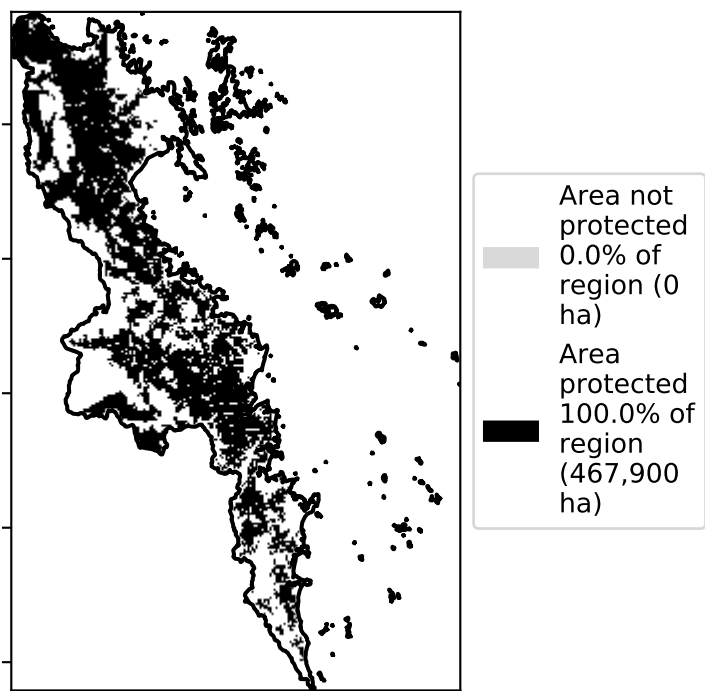 Area not
protected
0.0% of
region (0
ha)
Area
protected
100.0% of
region
(467,900
ha)